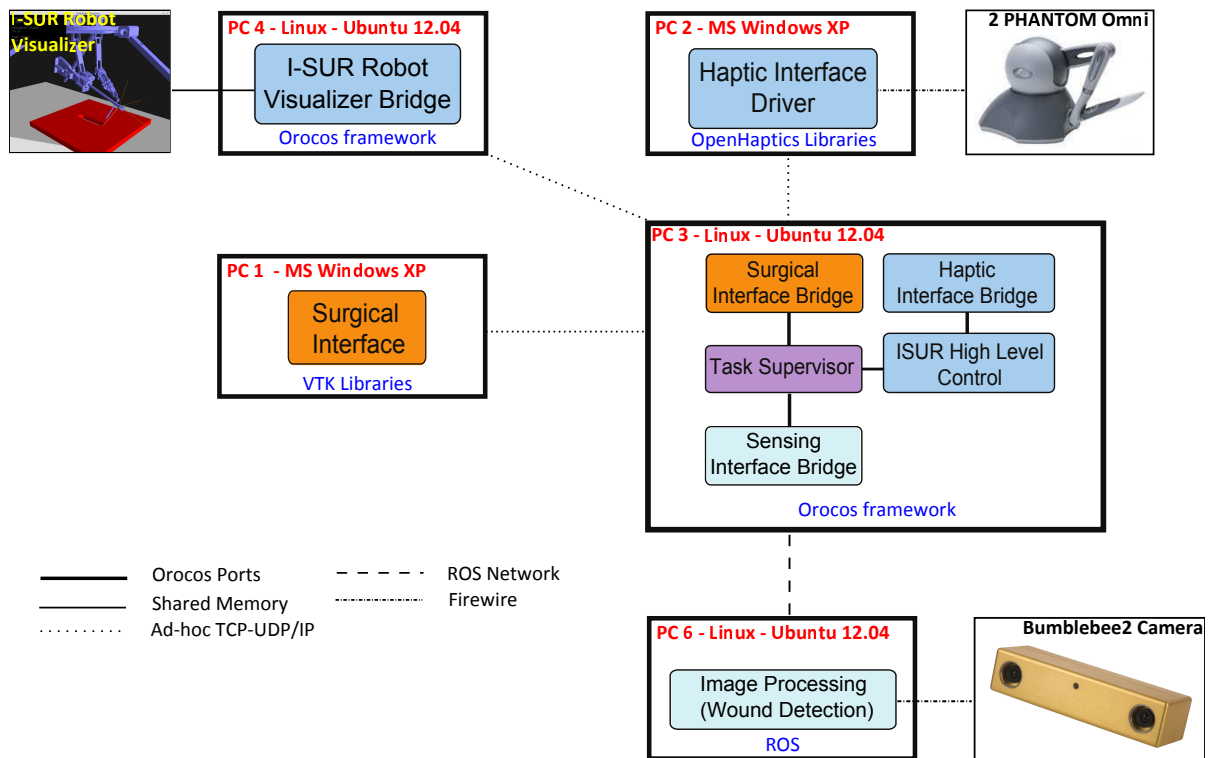 I-SUR Robot
Visualizer
PC 4 - Linux - Ubuntu 12.04
I-SUR Robot
Visualizer Bridge
Orocos framework
PC 2 - MS Windows XP
Haptic Interface
Driver
OpenHaptics Libraries
2 PHANTOM Omni
PC 1 - MS Windows XP
Surgical
Interface
VTK Libraries
PC 3 - Linux - Ubuntu 12.04
Surgical
Interface Bridge
Haptic
Interface Bridge
Task Supervisor
ISUR High Level
Control
Sensing
Interface Bridge
Orocos framework
Orocos Ports
Shared Memory
Ad-hoc TCP-UDP/IP
ROS Network
Firewire
PC 6 - Linux - Ubuntu 12.04
Image Processing
(Wound Detection)
ROS
Bumblebee2 Camera